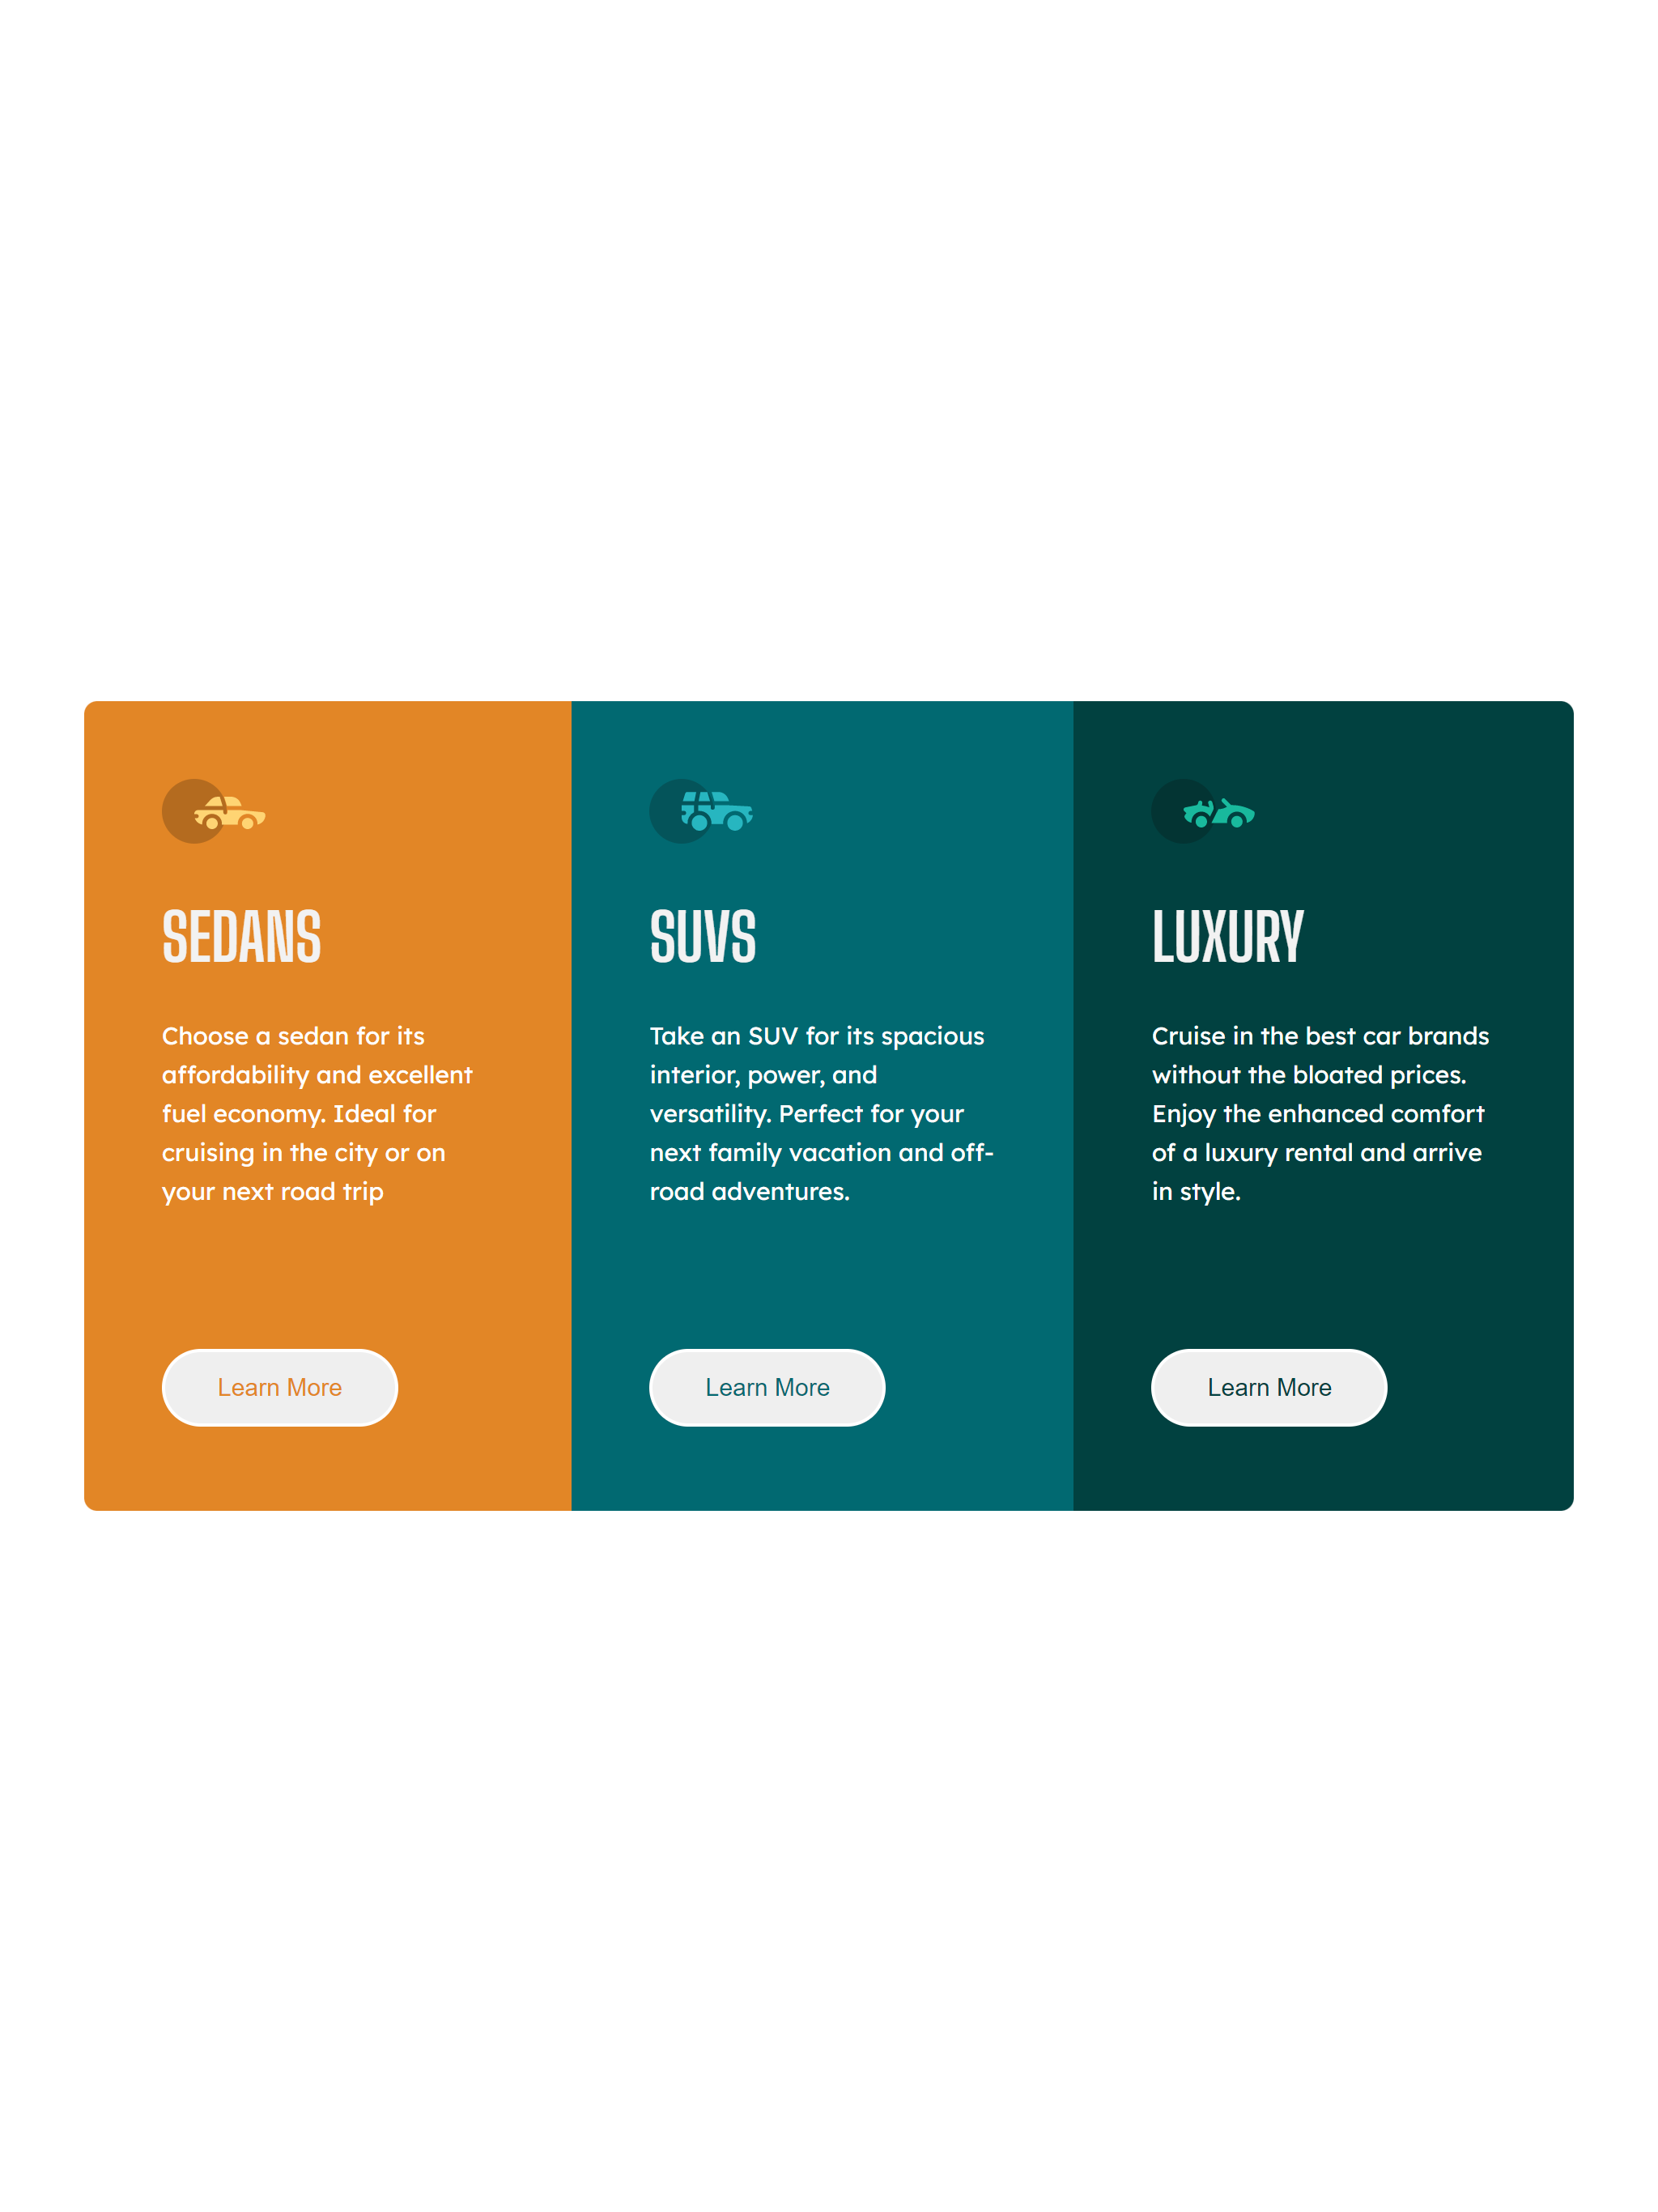 SEDANS
Choose a sedan for its
affordability and excellent
fuel economy. Ideal for
cruising in the city or on
your next road trip
Learn More
SUVS
Take an SUV for its spacious
interior, power, and
versatility. Perfect for your
next family vacation and off-
road adventures.
Learn More
LUXURY
Cruise in the best car brands
without the bloated prices.
Enjoy the enhanced comfort
of a luxury rental and arrive
in style.
Learn More